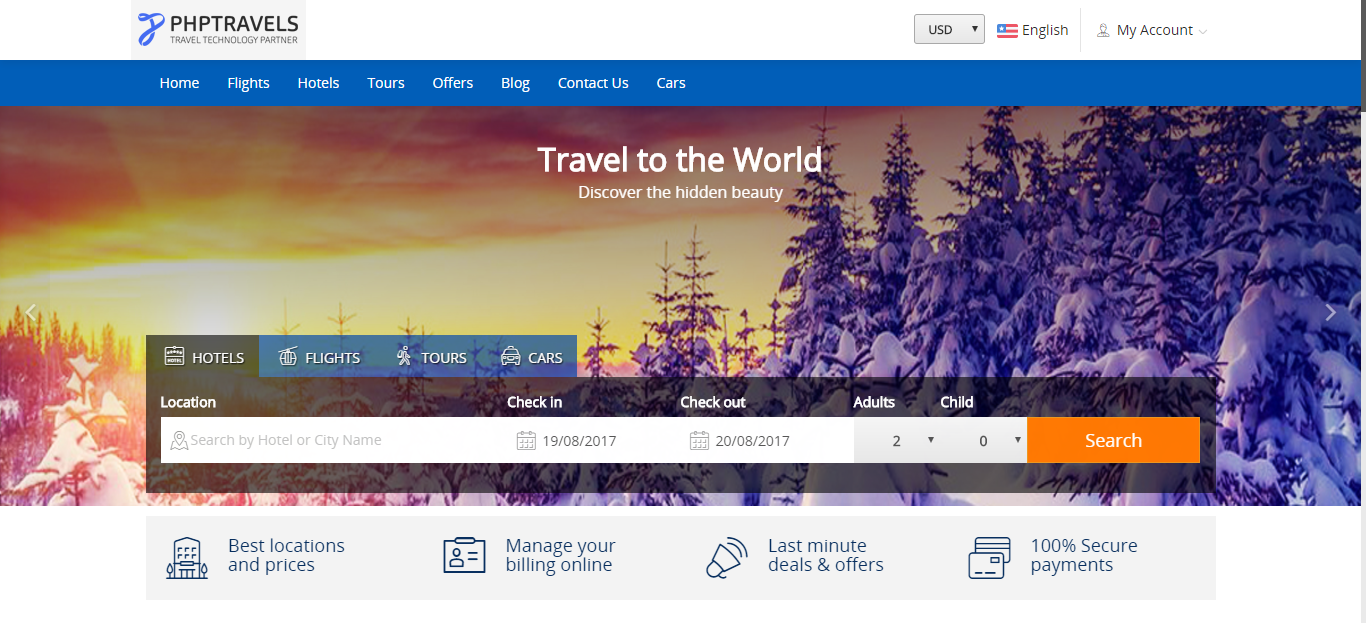 PHPTRAVELS
TRAVEL TECHNOLOGY PARTNER
USD
English
My Account
Home Flights Hotels Tours Offers Blog Contact Us Cars
Travel to the World
Discover the hidden beauty
HOTEL HOTELS FLIGHTS TOURS CARS
Location Check in Check out Adults Child
Search by Hotel or City Name 19/08/2017 20/08/2017 2 0 Search
Best locations
and prices
Manage your
billing online
Last minute
deals & offers
100% Secure
payments